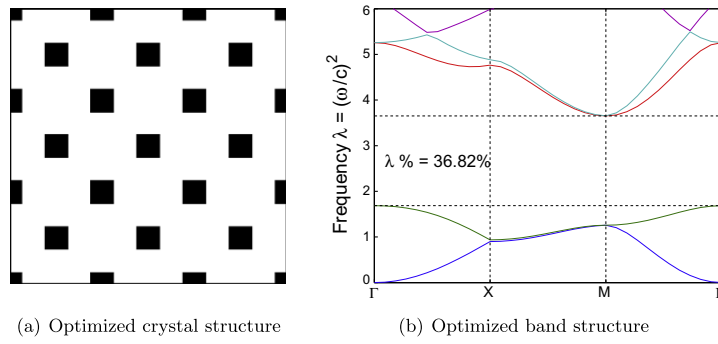 6
5
4
3
2
1
0
Frequency λ = (ω/c)²
λ % = 36.82%
Γ X M Γ
(a) Optimized crystal structure
(b) Optimized band structure